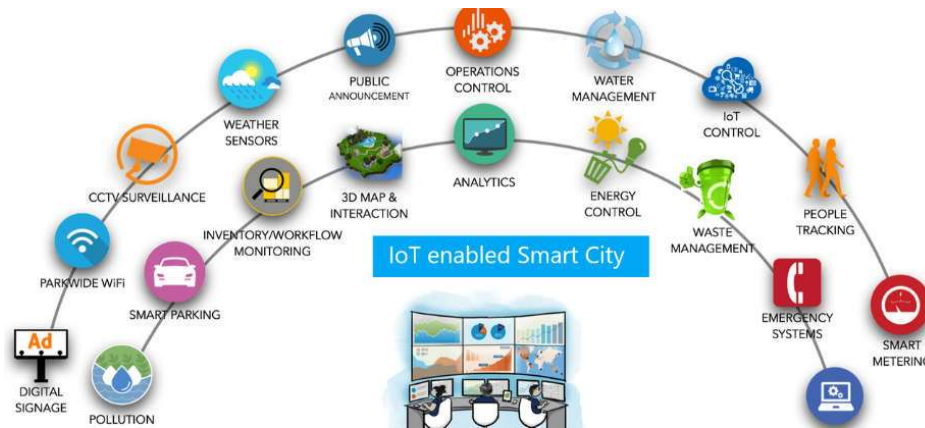 PUBLIC
ANNOUNCEMENT
OPERATIONS
CONTROL
WATER
MANAGEMENT
WEATHER
SENSORS
IoT
CONTROL
CCTV SURVEILLANCE
PEOPLE
TRACKING
PARKWIDE WiFi
SMART
METERING
Ad
DIGITAL
SIGNAGE
3D MAP &
INTERACTION
ANALYTICS
ENERGY
CONTROL
INVENTORY/WORKFLOW
MONITORING
WASTE
MANAGEMENT
SMART PARKING
EMERGENCY
SYSTEMS
POLLUTION
IoT enabled Smart City